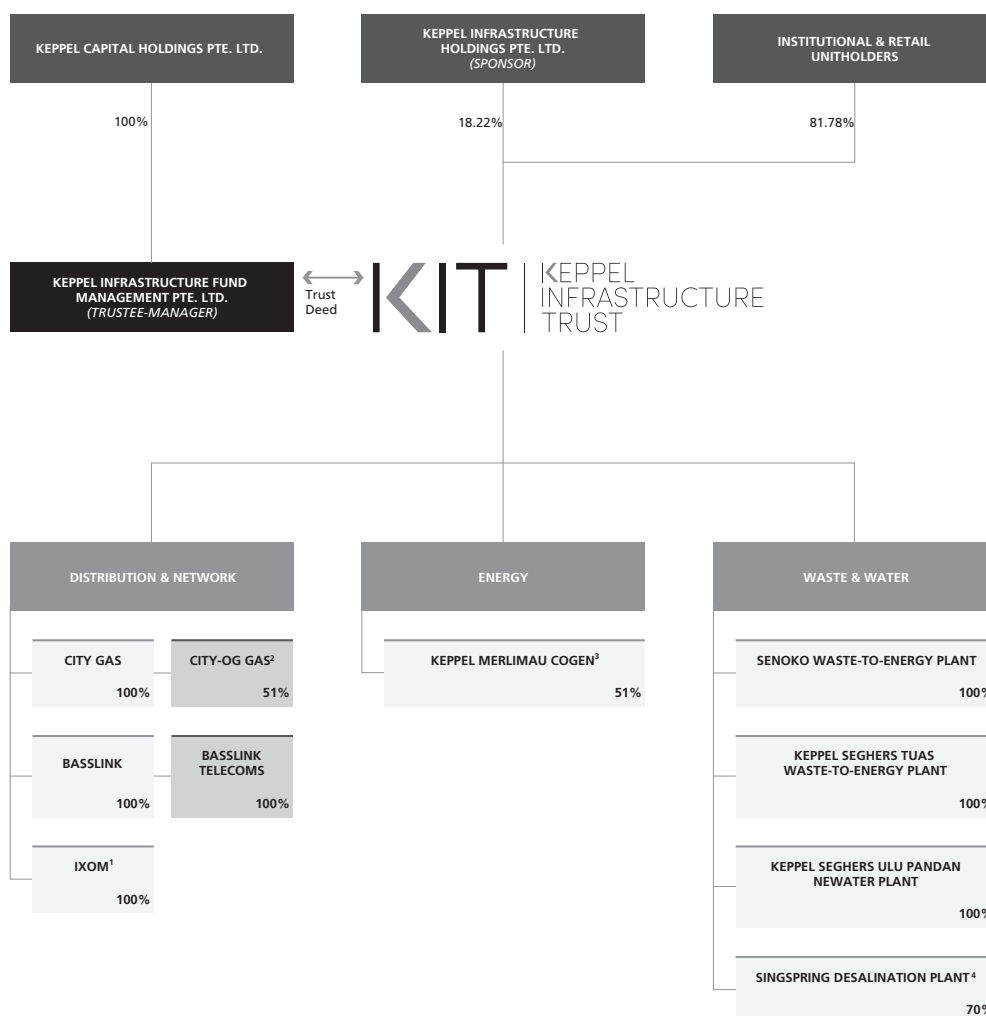 KEPPEL CAPITAL HOLDINGS PTE. LTD.
KEPPEL INFRASTRUCTURE
HOLDINGS PTE. LTD.
(SPONSOR)
INSTITUTIONAL & RETAIL
UNITHOLDERS
100%
18.22%
81.78%
KEPPEL INFRASTRUCTURE FUND
MANAGEMENT PTE. LTD.
(TRUSTEE-MANAGER)
Trust
Deed
KIT
KEPPEL
INFRASTRUCTURE
TRUST
DISTRIBUTION & NETWORK
CITY GAS
100%
CITY-OG GAS²
51%
BASSLINK
100%
BASSLINK
TELECOMS
100%
IXOM¹
100%
ENERGY
KEPPEL MERLIMAU COGEN³
51%
WASTE & WATER
SENOKO WASTE-TO-ENERGY PLANT
100%
KEPPEL SEGHERS TUAS
WASTE-TO-ENERGY PLANT
100%
KEPPEL SEGHERS ULU PANDAN
NEWATER PLANT
100%
SINGSPRING DESALINATION PLANT⁴
70%